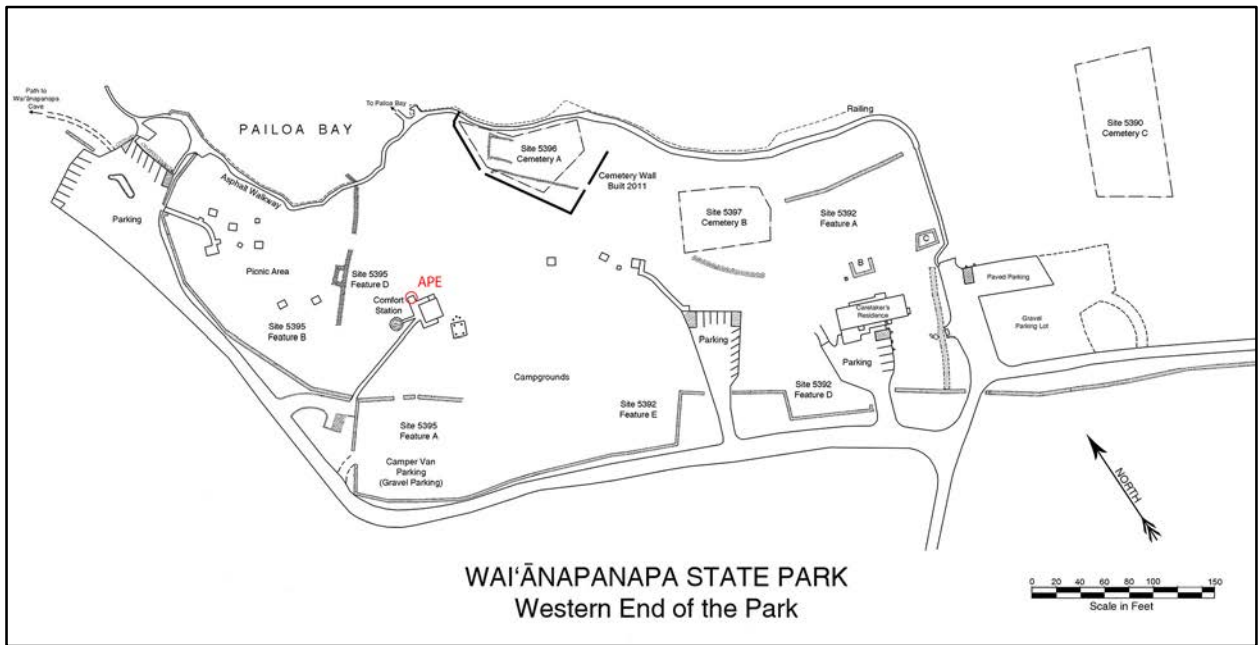 Path to
Wai'ānapanapa
Cave
PAILOA BAY
To Pailoa Bay
Railing
Site 5390
Cemetery C
Site 5396
Cemetery A
Cemetery Wall
Built 2011
Asphalt Walkway
Parking
Site 5397
Cemetery B
Site 5392
Feature A
C
B
Picnic Area
Site 5395
Feature D
APE
Comfort
Station
Paved Parking
Caretaker's
Residence
Gravel
Parking Lot
Site 5395
Feature B
Parking
Parking
Campgrounds
Site 5392
Feature E
Site 5392
Feature D
Site 5395
Feature A
Camper Van
Parking
(Gravel Parking)
NORTH
WAI'ĀNAPANAPA STATE PARK
Western End of the Park
0 20 40 60 80 100 150
Scale in Feet